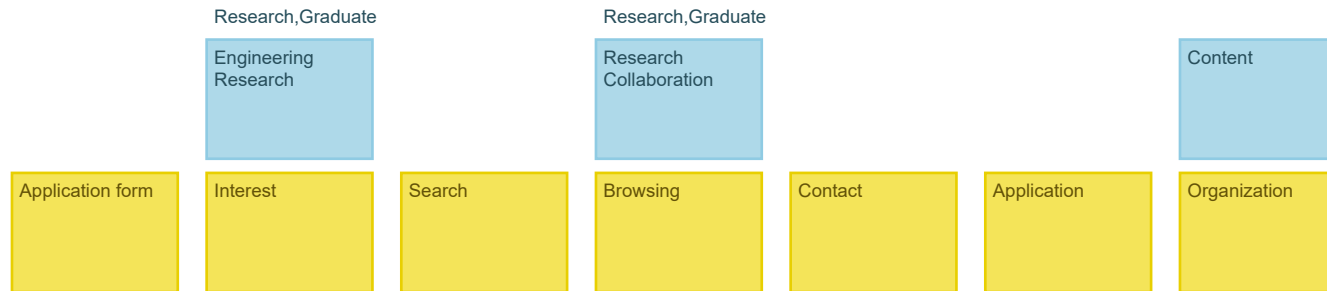 Research,Graduate
Research,Graduate
Engineering
Research
Research
Collaboration
Content
Application form
Interest
Search
Browsing
Contact
Application
Organization